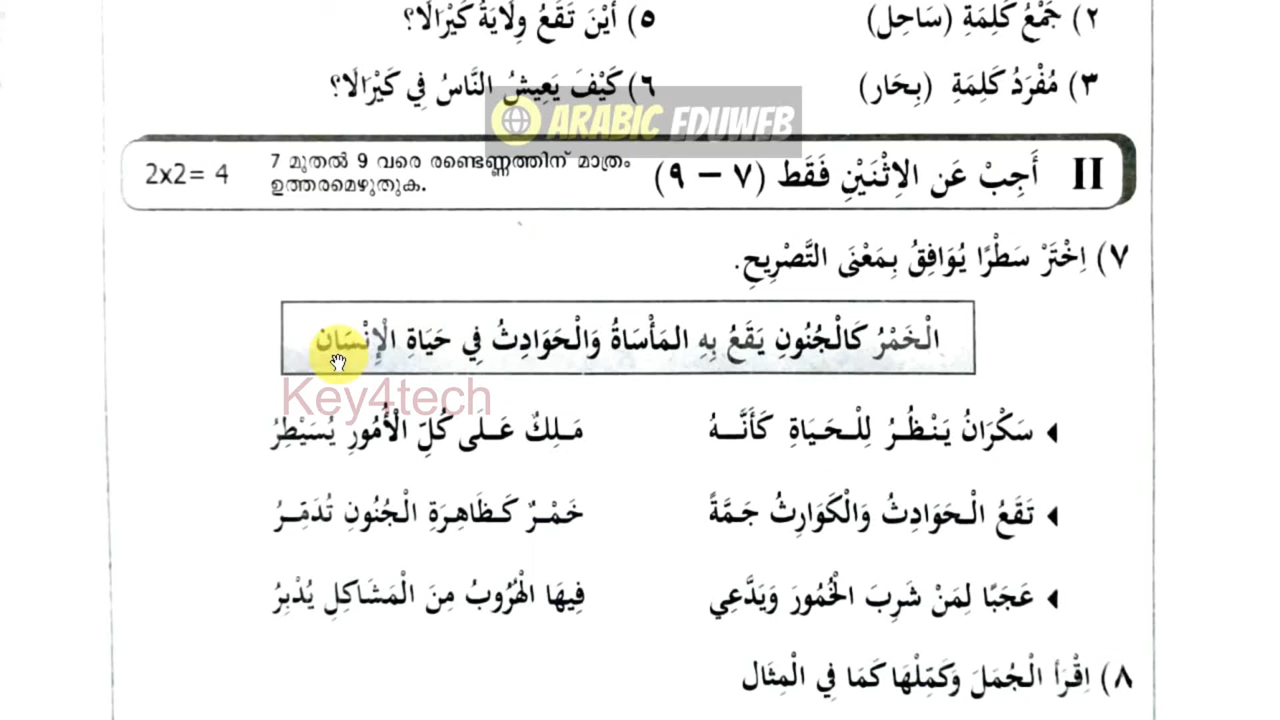 ٢) جَمْعُ كَلِمَةِ (سَاحِل) ٥) أَيْنَ تَقَعُ وِلَايَةُ كَيْرَالَا؟
٣) مُفْرَدُ كَلِمَةِ (بِحَار) ٦) كَيْفَ يَعِيشُ النَّاسُ فِي كَيْرَالَا؟
ARABIC EDUWEB
II أَجِبْ عَن الِاثْنَيْنِ فَقَط (٧ – ٩) 7 മുതൽ 9 വരെ രണ്ടെണ്ണത്തിന് മാത്രം ഉത്തരമെഴുതുക. 2x2= 4
٧) اِخْتَرْ سَطْرًا يُوَافِقُ بِمَعْنَى التَّصْرِيحِ.
الْخَمْرُ كَالْجُنُونِ يَقَعُ بِهِ المَأْسَاةُ وَالْحَوَادِثُ فِي حَيَاةِ الْإِنْسَان
Key4tech
سَكْرَانُ يَنْظُرُ لِلْحَيَاةِ كَأَنَّهُ مَلِكٌ عَلَى كُلِّ الْأُمُورِ يُسَيْطِرُ
تَقَعُ الْحَوَادِثُ وَالْكَوَارِثُ جَمَّةً خَمْرٌ كَظَاهِرَةِ الْجُنُونِ تُدَمِّرُ
عَجَبًا لِمَنْ شَرِبَ الْخُمُورَ وَيَدَّعِي فِيهَا الْهُرُوبُ مِنَ الْمَشَاكِلِ يُدْبِرُ
٨) اِقْرَأ الْجُمَلَ وَكَمِّلْهَا كَمَا فِي الْمِثَال